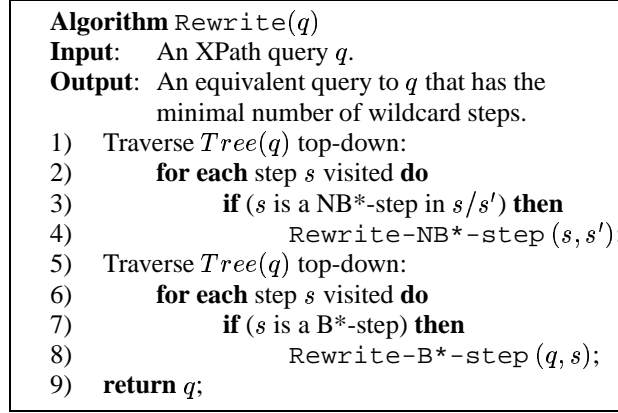 Algorithm Rewrite(q)
Input: An XPath query q.
Output: An equivalent query to q that has the
minimal number of wildcard steps.
1) Traverse Tree(q) top-down:
2) for each step s visited do
3) if (s is a NB*-step in s/s′) then
4) Rewrite-NB*-step (s, s′);
5) Traverse Tree(q) top-down:
6) for each step s visited do
7) if (s is a B*-step) then
8) Rewrite-B*-step (q, s);
9) return q;